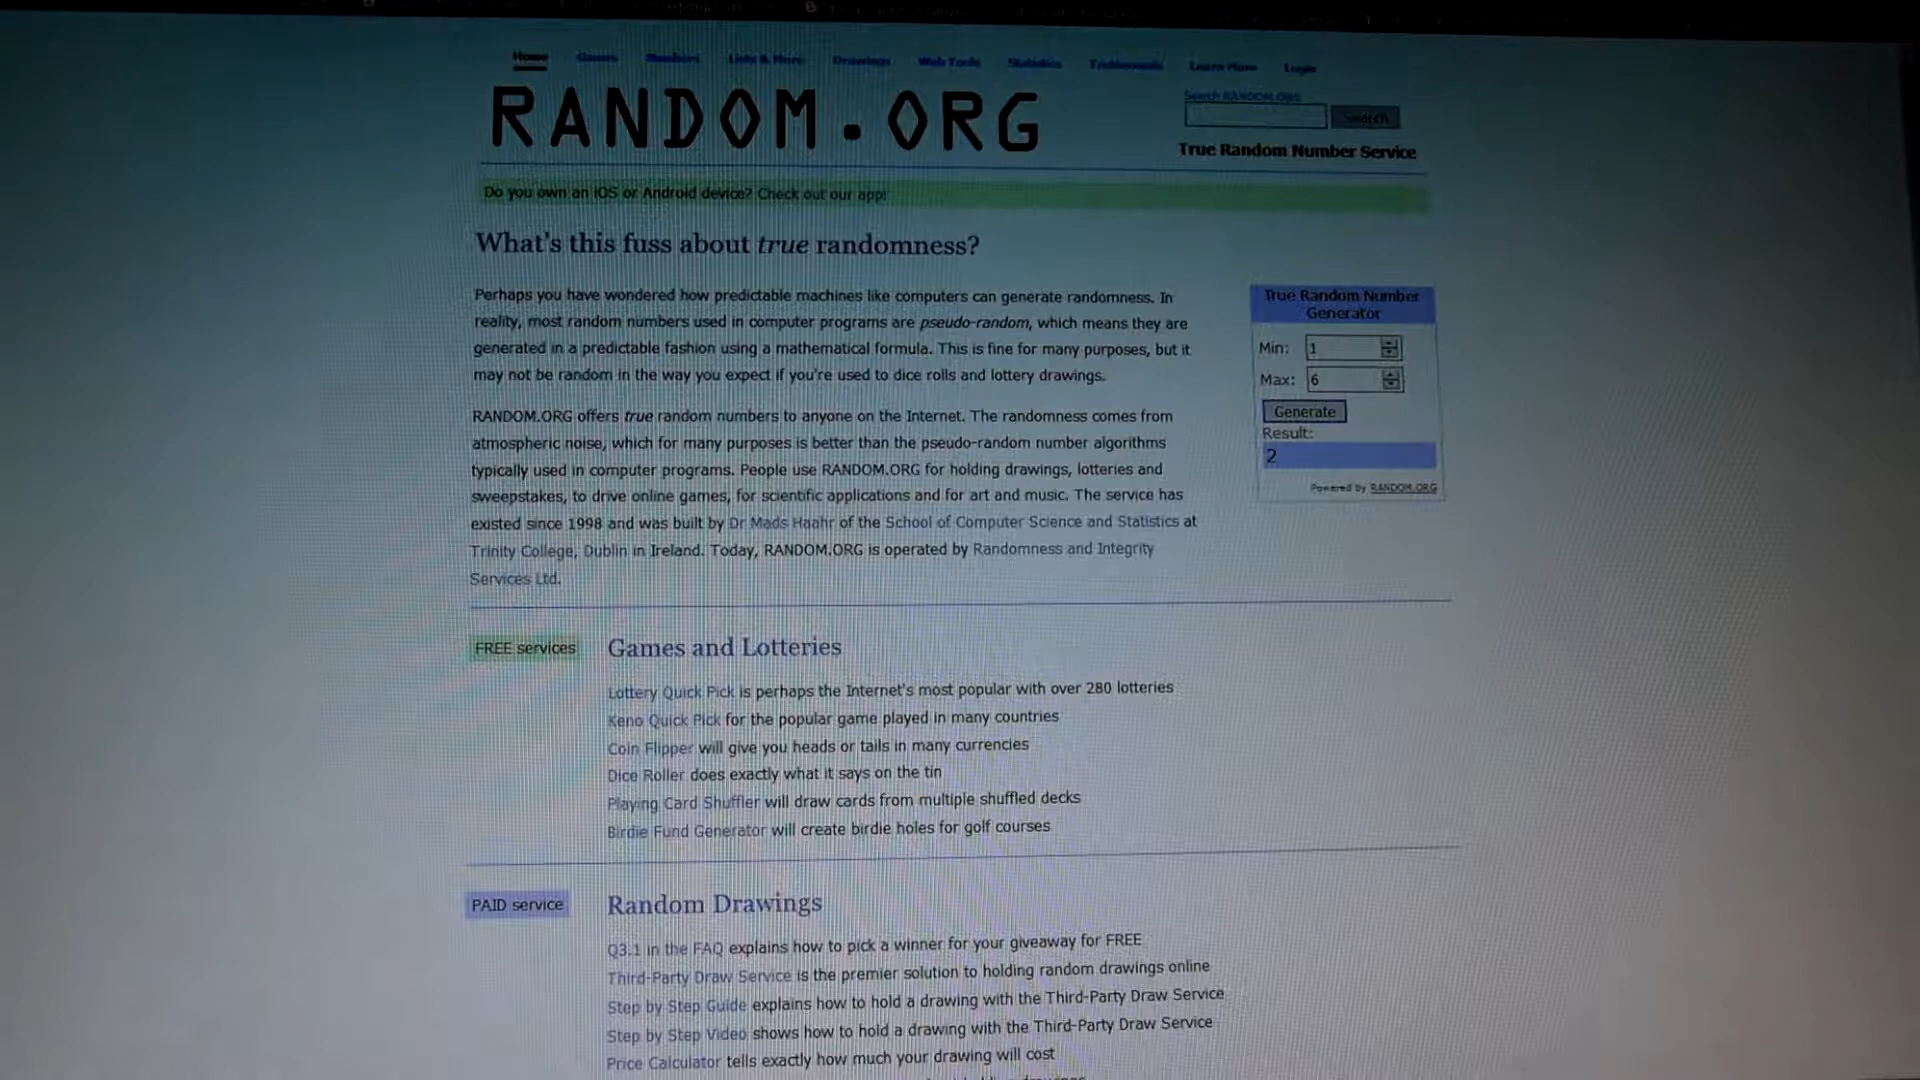 Home Games Numbers Lists & More Drawings Web Tools Statistics Testimonials Learn More Login
RANDOM.ORG
Search RANDOM.ORG
Search
True Random Number Service
Do you own an iOS or Android device? Check out our app!
What's this fuss about true randomness?
Perhaps you have wondered how predictable machines like computers can generate randomness. In
reality, most random numbers used in computer programs are pseudo-random, which means they are
generated in a predictable fashion using a mathematical formula. This is fine for many purposes, but it
may not be random in the way you expect if you're used to dice rolls and lottery drawings.
RANDOM.ORG offers true random numbers to anyone on the Internet. The randomness comes from
atmospheric noise, which for many purposes is better than the pseudo-random number algorithms
typically used in computer programs. People use RANDOM.ORG for holding drawings, lotteries and
sweepstakes, to drive online games, for scientific applications and for art and music. The service has
existed since 1998 and was built by Dr Mads Haahr of the School of Computer Science and Statistics at
Trinity College, Dublin in Ireland. Today, RANDOM.ORG is operated by Randomness and Integrity
Services Ltd.
True Random Number
Generator
Min: 1
Max: 6
Generate
Result:
2
Powered by RANDOM.ORG
FREE services
Games and Lotteries
Lottery Quick Pick is perhaps the Internet's most popular with over 280 lotteries
Keno Quick Pick for the popular game played in many countries
Coin Flipper will give you heads or tails in many currencies
Dice Roller does exactly what it says on the tin
Playing Card Shuffler will draw cards from multiple shuffled decks
Birdie Fund Generator will create birdie holes for golf courses
PAID service
Random Drawings
Q3.1 in the FAQ explains how to pick a winner for your giveaway for FREE
Third-Party Draw Service is the premier solution to holding random drawings online
Step by Step Guide explains how to hold a drawing with the Third-Party Draw Service
Step by Step Video shows how to hold a drawing with the Third-Party Draw Service
Price Calculator tells exactly how much your drawing will cost